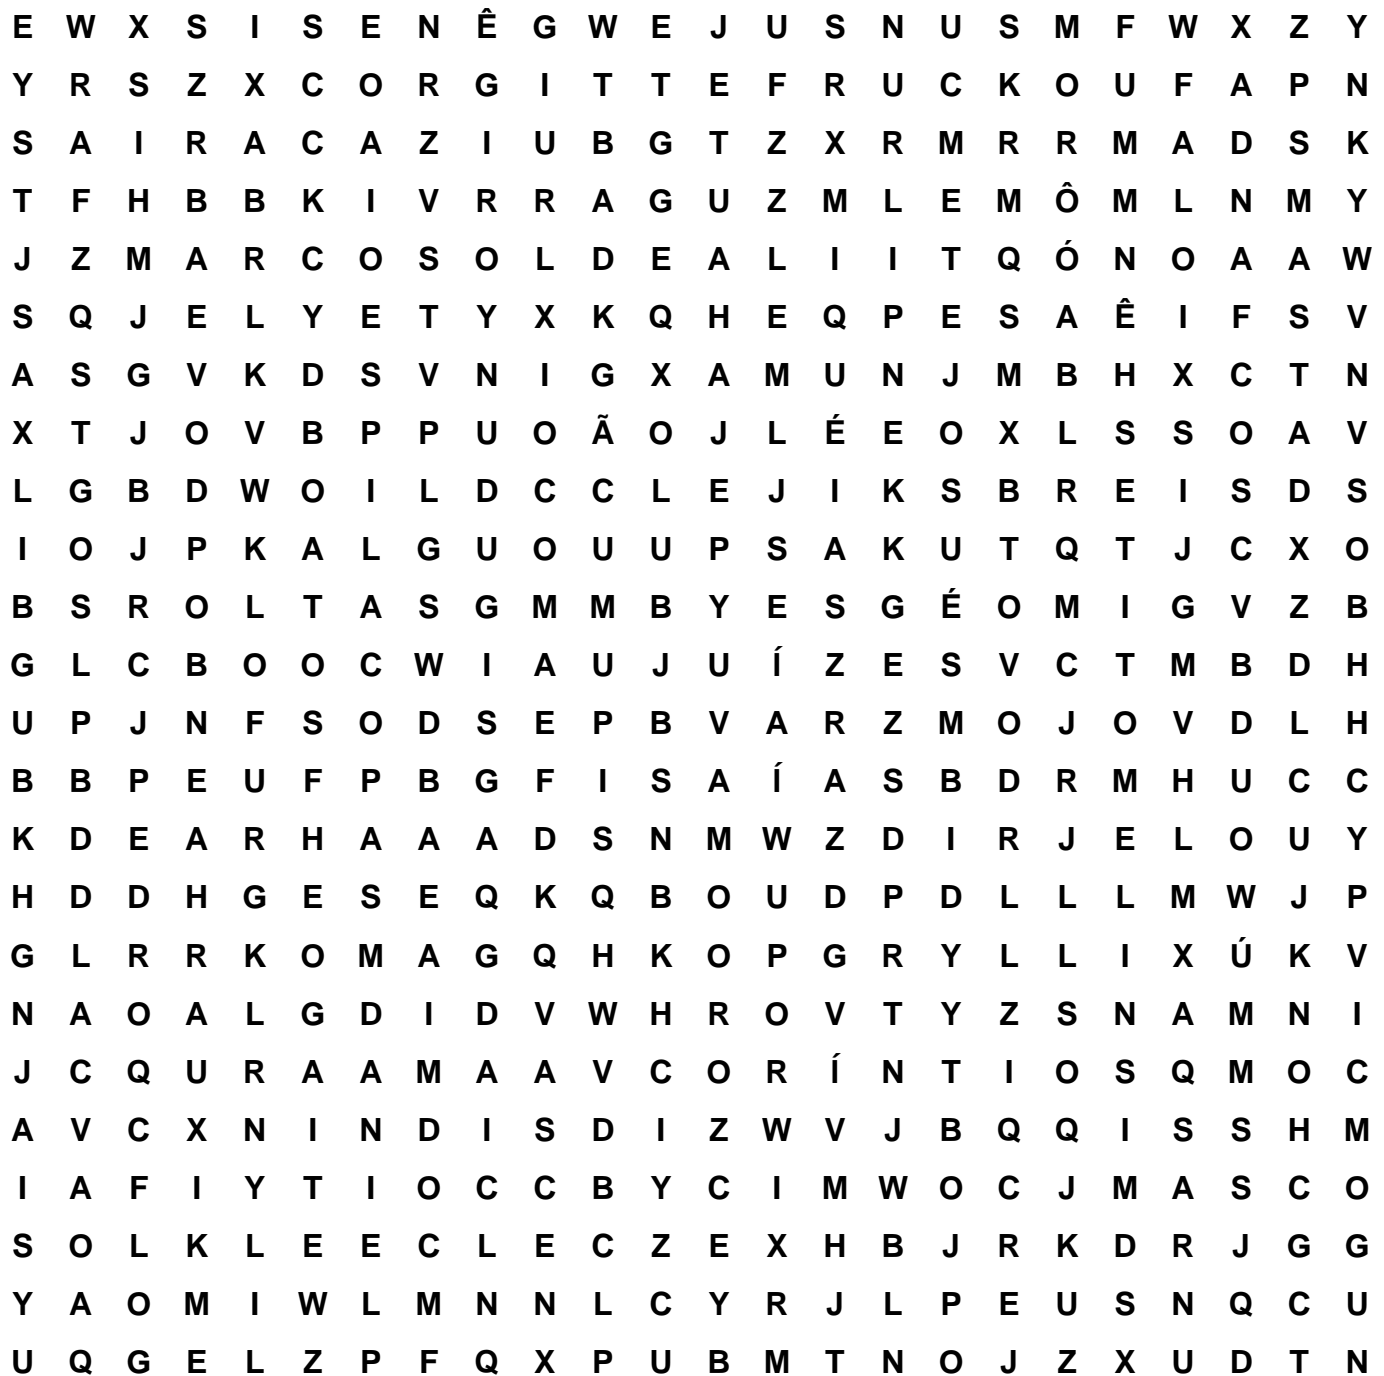 E W X S I S E N Ê G W E J U S N U S M F W X Z Y
Y R S Z X C O R G I T T E F R U C K O U F A P N
S A I R A C A Z I U B G T Z X R M R R M A D S K
T F H B B K I V R R A G U Z M L E M Ô M L N M Y
J Z M A R C O S O L D E A L I I T Q Ó N O A A W
S Q J E L Y E T Y X K Q H E Q P E S A Ê I F S V
A S G V K D S V N I G X A M U N J M B H X C T N
X T J O V B P P U O Ã O J L É E O X L S S O A V
L G B D W O I L D C C L E J I K S B R E I S D S
I O J P K A L G U O U U P S A K U T Q T J C X O
B S R O L T A S G M M B Y E S G É O M I G V Z B
G L C B O O C W I A U J U Í Z E S V C T M B D H
U P J N F S O D S E P B V A R Z M O J O V D L H
B B P E U F P B G F I S A Í A S B D R M H U C C
K D E A R H A A A D S N M W Z D I R J E L O U Y
H D D H G E S E Q K Q B O U D P D L L L M W J P
G L R R K O M A G Q H K O P G R Y L L I X Ú K V
N A O A L G D I D V W H R O V T Y Z S N A M N I
J C Q U R A A M A A V C O R Í N T I O S Q M O C
A V C X N I N D I S D I Z W V J B Q Q I S S H M
I A F I Y T I O C C B Y C I M W O C J M A S C O
S O L K L E E C L E C Z E X H B J R K D R J G G
Y A O M I W L M N N L C Y R J L P E U S N Q C U
U Q G E L Z P F Q X P U B M T N O J Z X U D T N